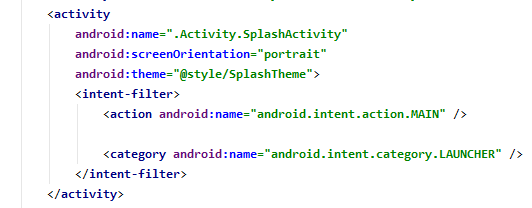 <activity
android:name=".Activity.SplashActivity"
android:screenOrientation="portrait"
android:theme="@style/SplashTheme">
<intent-filter>
<action android:name="android.intent.action.MAIN" />
<category android:name="android.intent.category.LAUNCHER" />
</intent-filter>
</activity>